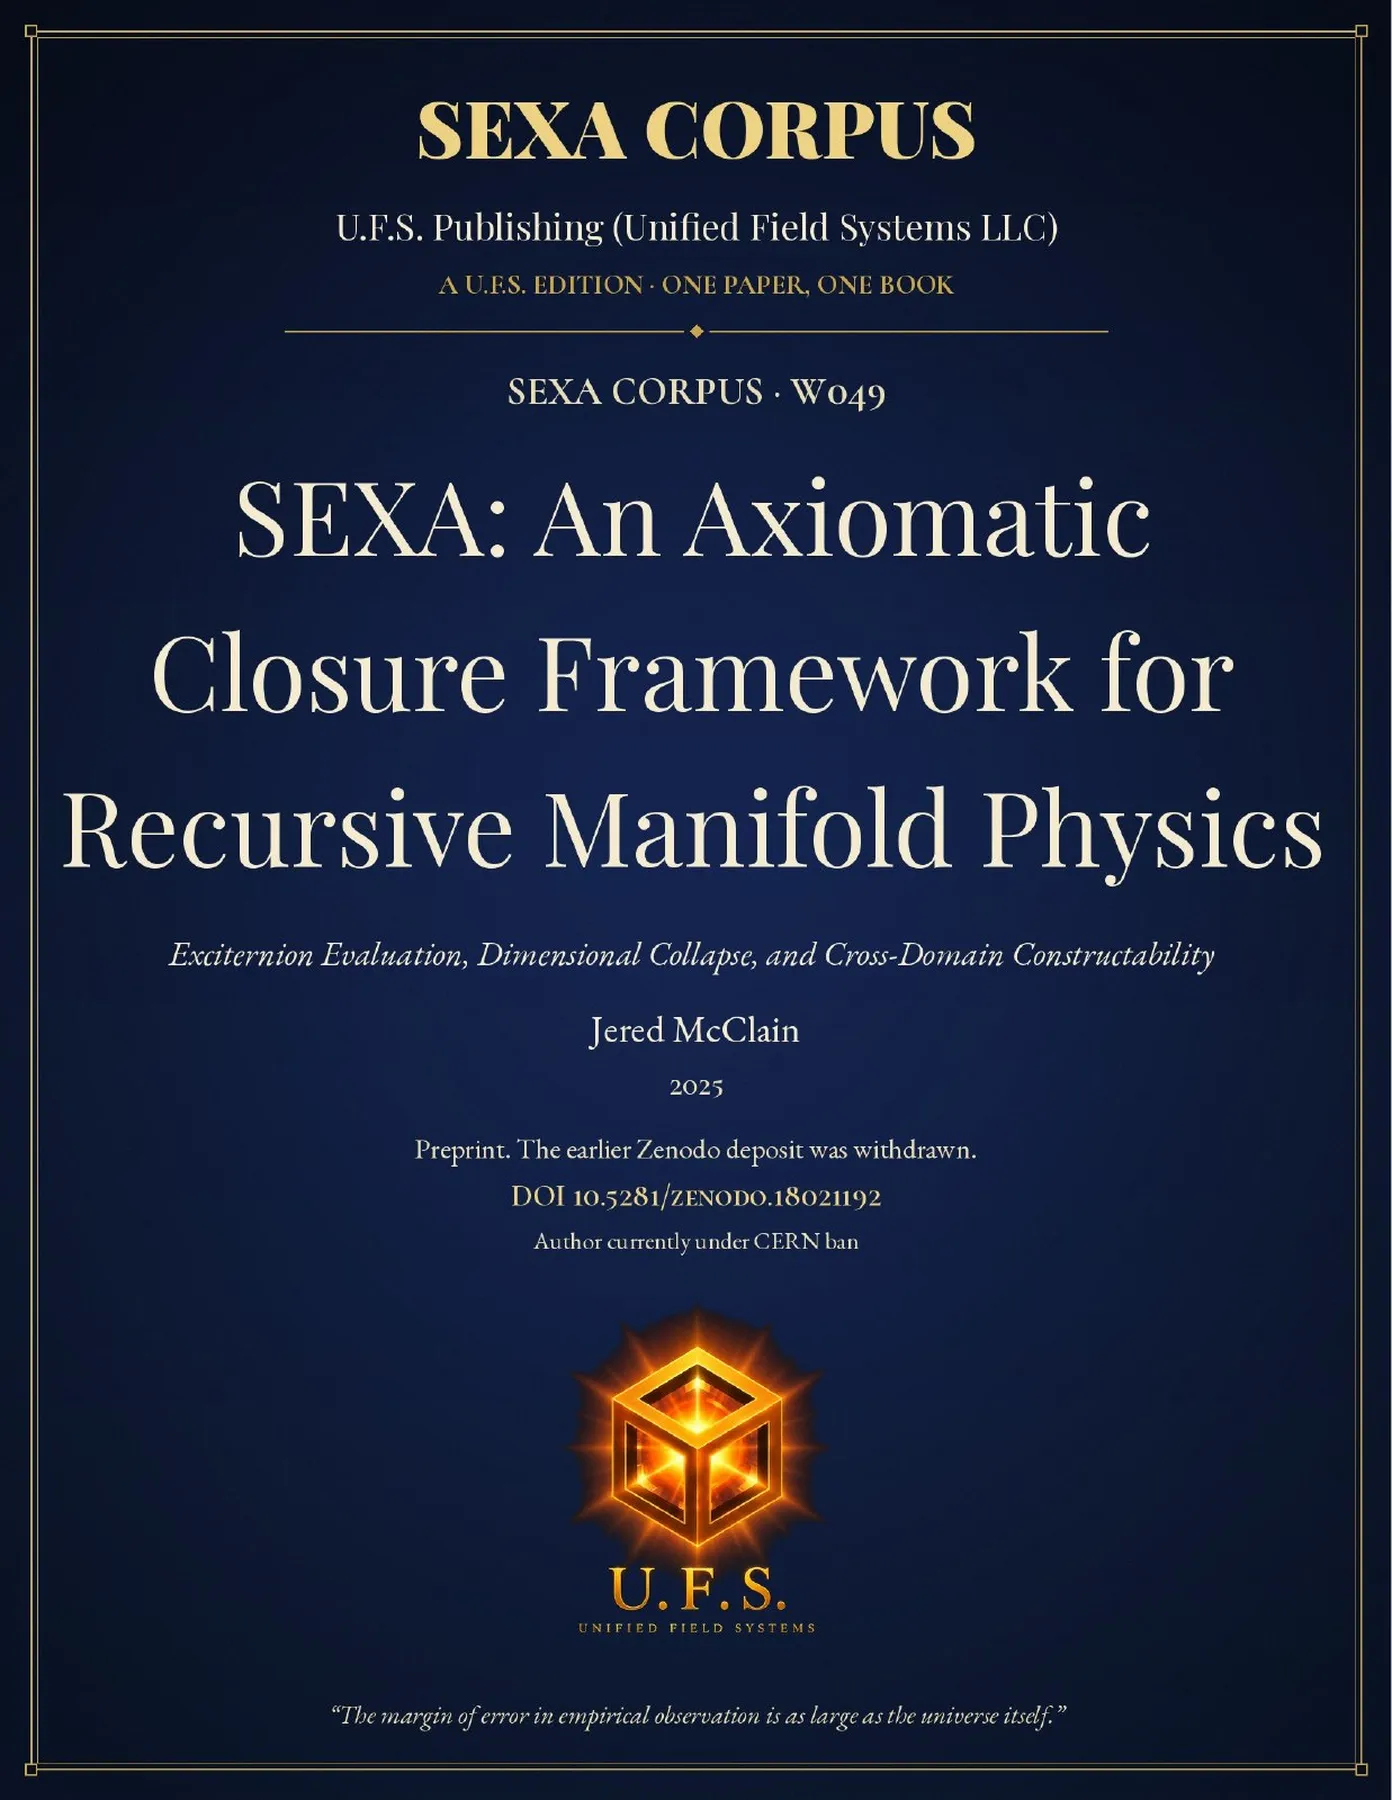 SEXA CORPUS
U.F.S. Publishing (Unified Field Systems LLC)
A U.F.S. EDITION · ONE PAPER, ONE BOOK
SEXA CORPUS · W049
SEXA: An Axiomatic
Closure Framework for
Recursive Manifold Physics
Exciternion Evaluation, Dimensional Collapse, and Cross-Domain Constructability
Jered McClain
2025
Preprint. The earlier Zenodo deposit was withdrawn.
DOI 10.5281/ZENODO.18021192
Author currently under CERN ban
U.F.S.
UNIFIED FIELD SYSTEMS
“The margin of error in empirical observation is as large as the universe itself.”